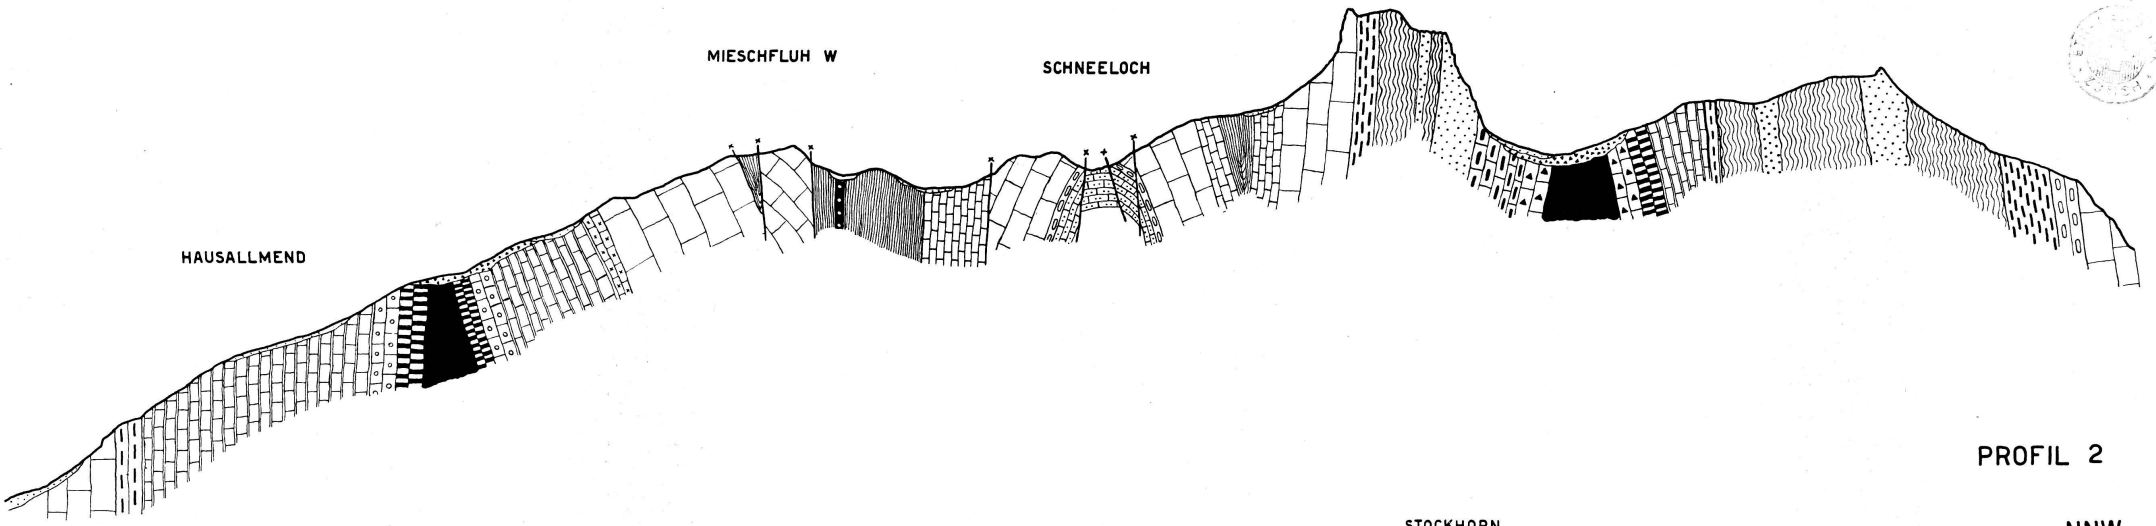 MIESCHFLUH W
SCHNEELOCH
HAUSALLMEND
PROFIL 2
STOCKHORN
NNW